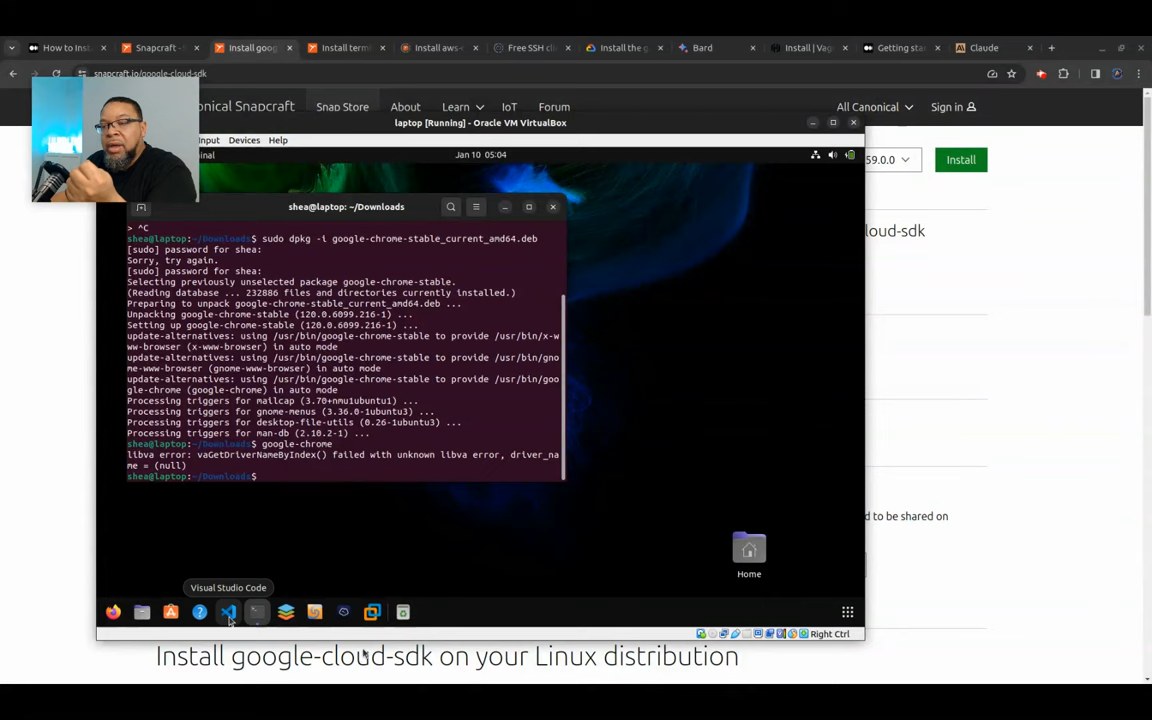 How to Inst
Snapcraft -
Install goog
Install term
Install aws-
Free SSH cli
Install the g
Bard
Install | Vag
Getting star
Claude
snapcraft.io/google-cloud-sdk
nonical Snapcraft
Snap Store
About
Learn
IoT
Forum
All Canonical
Sign in
laptop [Running] - Oracle VM VirtualBox
Input
Devices
Help
minal
Jan 10 05:04
59.0.0
Install
shea@laptop: ~/Downloads
> ^C
shea@laptop:~/Downloads$ sudo dpkg -i google-chrome-stable_current_amd64.deb
[sudo] password for shea:
Sorry, try again.
[sudo] password for shea:
Selecting previously unselected package google-chrome-stable.
(Reading database ... 232886 files and directories currently installed.)
Preparing to unpack google-chrome-stable_current_amd64.deb ...
Unpacking google-chrome-stable (120.0.6099.216-1) ...
Setting up google-chrome-stable (120.0.6099.216-1) ...
update-alternatives: using /usr/bin/google-chrome-stable to provide /usr/bin/x-w
ww-browser (x-www-browser) in auto mode
update-alternatives: using /usr/bin/google-chrome-stable to provide /usr/bin/gno
me-www-browser (gnome-www-browser) in auto mode
update-alternatives: using /usr/bin/google-chrome-stable to provide /usr/bin/goo
gle-chrome (google-chrome) in auto mode
Processing triggers for mailcap (3.70+nmu1ubuntu1) ...
Processing triggers for gnome-menus (3.36.0-1ubuntu3) ...
Processing triggers for desktop-file-utils (0.26-1ubuntu3) ...
Processing triggers for man-db (2.10.2-1) ...
shea@laptop:~/Downloads$ google-chrome
libva error: vaGetDriverNameByIndex() failed with unknown libva error, driver_na
me = (null)
shea@laptop:~/Downloads$
loud-sdk
d to be shared on
Home
Visual Studio Code
Right Ctrl
Install google-cloud-sdk on your Linux distribution